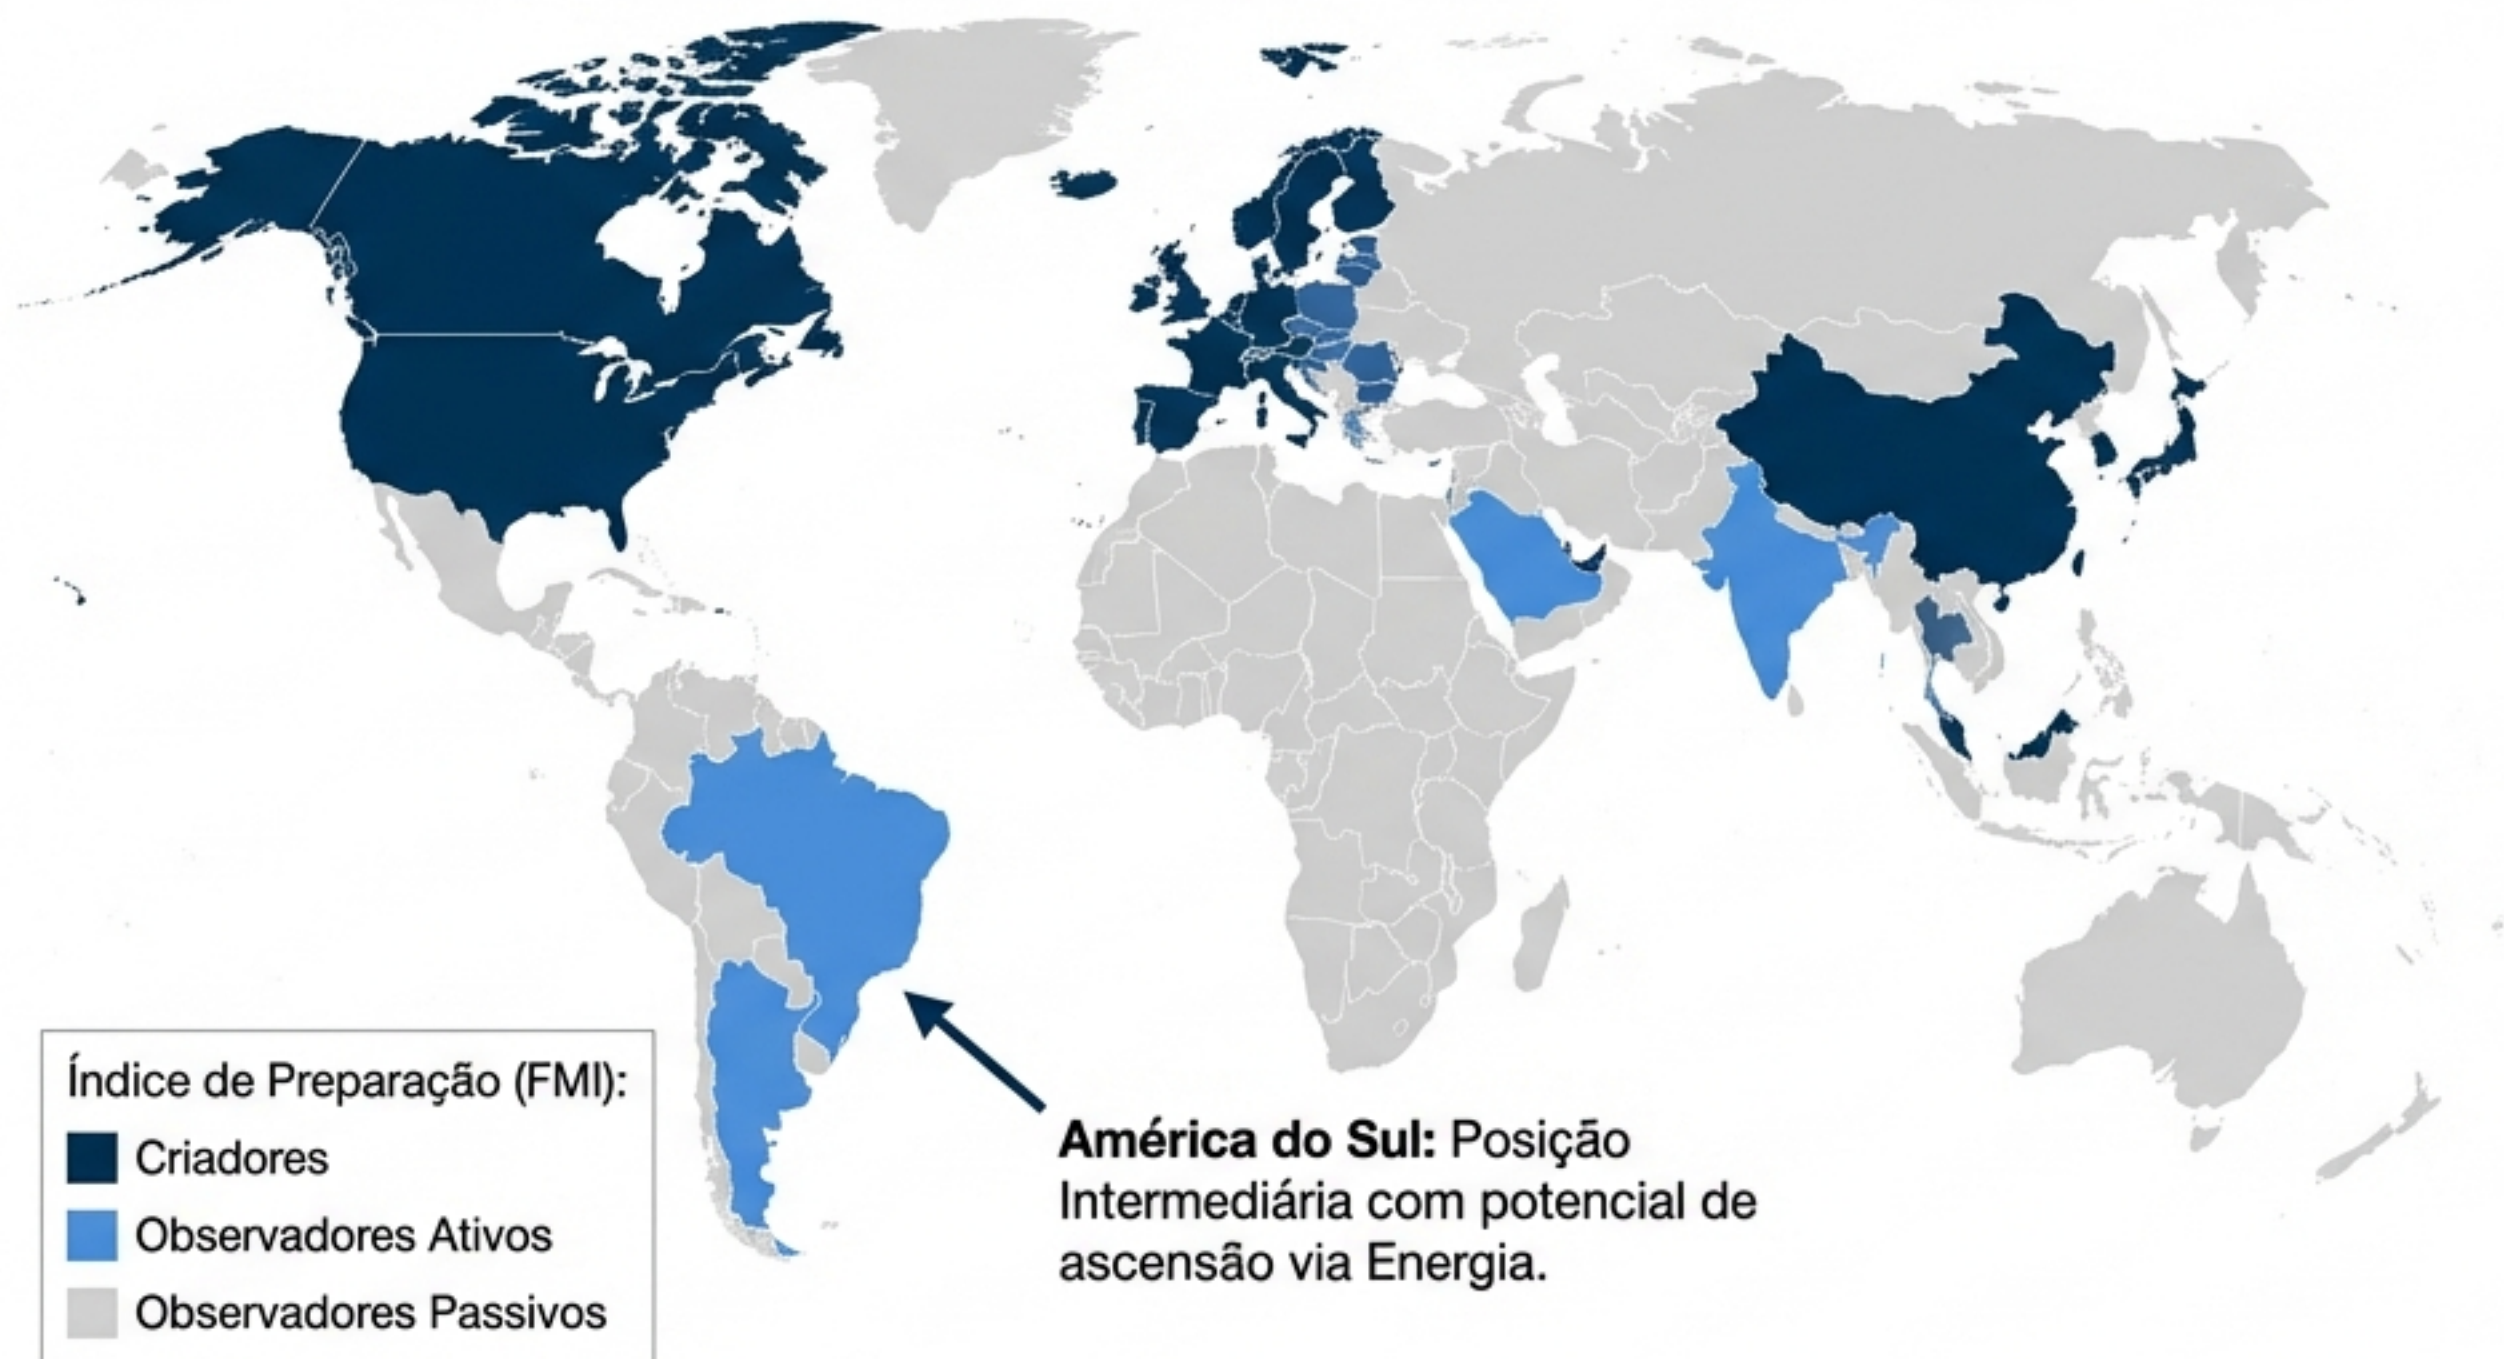 Índice de Preparação (FMI):
Criadores
Observadores Ativos
Observadores Passivos
América do Sul: Posição
Intermediária com potencial de
ascensão via Energia.